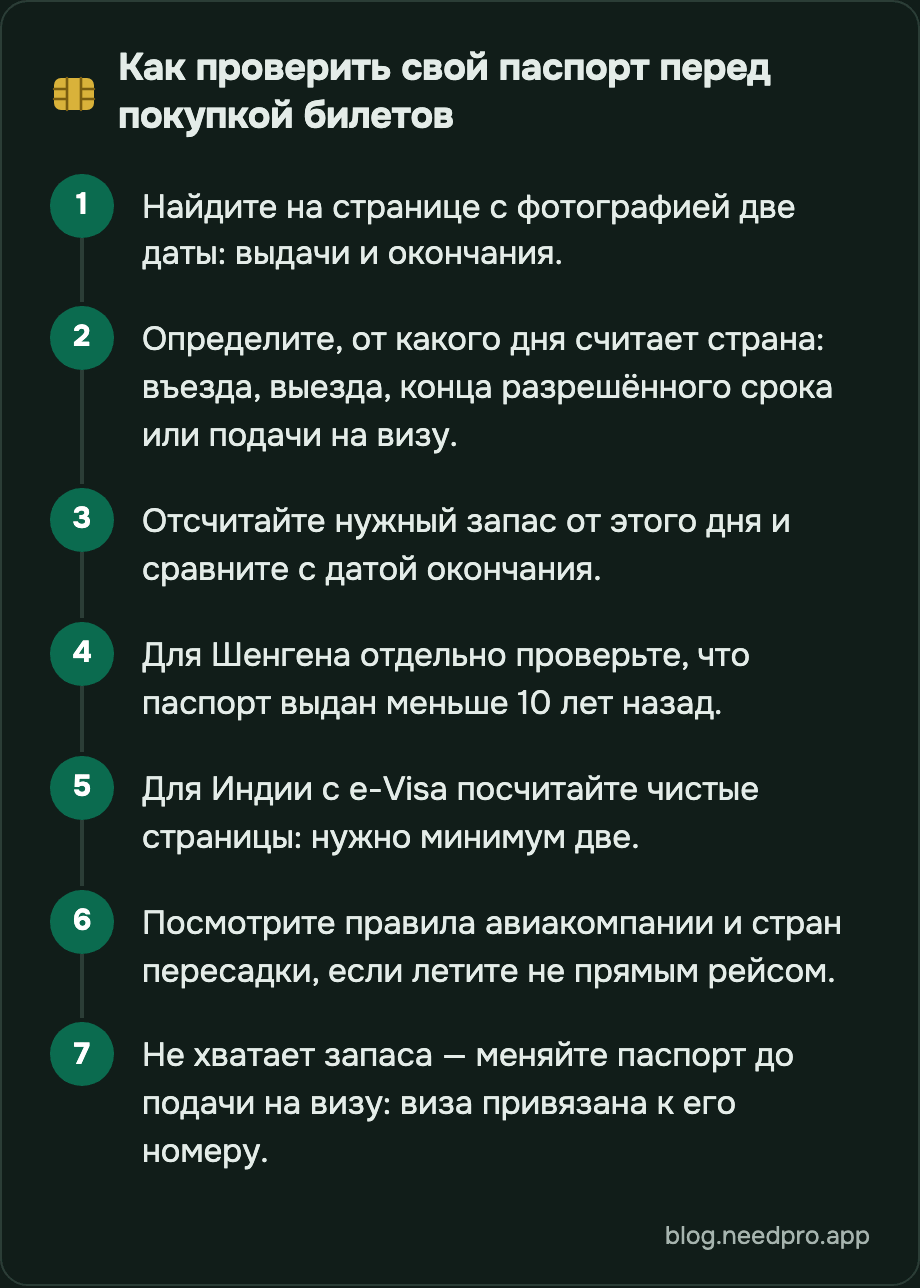 Как проверить свой паспорт перед
покупкой билетов
1
Найдите на странице с фотографией две
даты: выдачи и окончания.
2
Определите, от какого дня считает страна:
въезда, выезда, конца разрешённого срока
или подачи на визу.
3
Отсчитайте нужный запас от этого дня и
сравните с датой окончания.
4
Для Шенгена отдельно проверьте, что
паспорт выдан меньше 10 лет назад.
5
Для Индии с e-Visa посчитайте чистые
страницы: нужно минимум две.
6
Посмотрите правила авиакомпании и стран
пересадки, если летите не прямым рейсом.
7
Не хватает запаса — меняйте паспорт до
подачи на визу: виза привязана к его
номеру.
blog.needpro.app